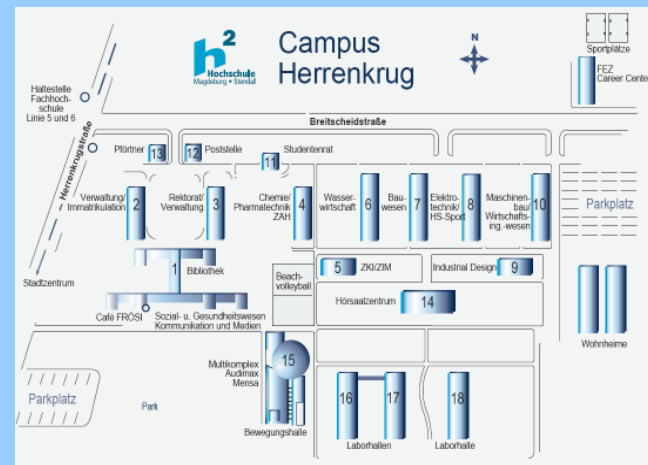 h2
Hochschule
Magdeburg • Stendal
Campus
Herrenkrug
N
Sportplätze
FEZ
Career Center
Haltestelle
Fachhoch-
schule
Linie 5 und 6
Herrenkrugstraße
Breitscheidstraße
Pförtner
13
12
Poststelle
11
Studentenrat
Verwaltung/
Immatrikulation
2
Rektorat/
Verwaltung
3
Chemie/
Pharmatechnik
ZAH
4
Wasser-
wirtschaft
6
Bau-
wesen
7
Elektro-
technik/
HS-Sport
8
Maschinen-
bau/
Wirtschafts-
ing.-wesen
10
Parkplatz
1
Bibliothek
Stadtzentrum
Café FRÖSI
Sozial- u. Gesundheitswesen
Kommunikation und Medien
Beach-
volleyball
5
ZKI/ZIM
Industrial Design
9
Hörsaalzentrum
14
Wohnheime
Multikomplex
Audimax
Mensa
15
Bewegungshalle
16
17
Laborhallen
18
Laborhalle
Parkplatz
Park